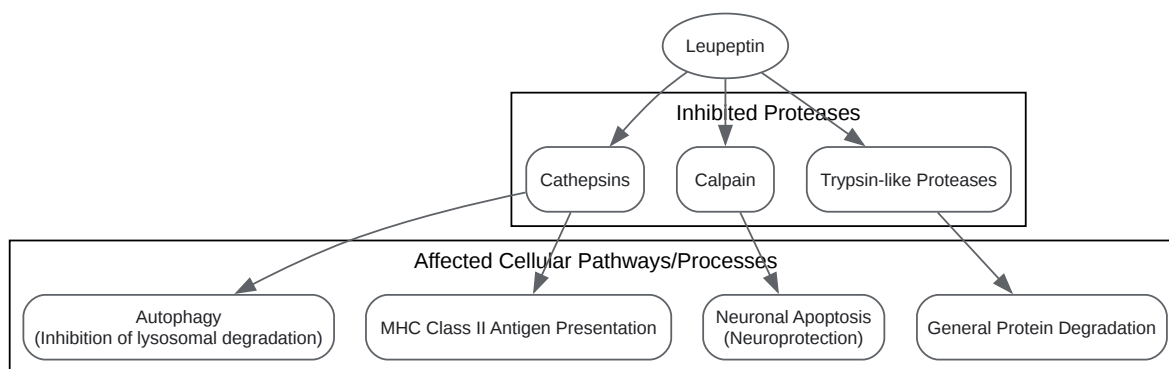 Leupeptin
Inhibited Proteases
Cathepsins
Calpain
Trypsin-like Proteases
Affected Cellular Pathways/Processes
Autophagy
(Inhibition of lysosomal degradation)
MHC Class II Antigen Presentation
Neuronal Apoptosis
(Neuroprotection)
General Protein Degradation